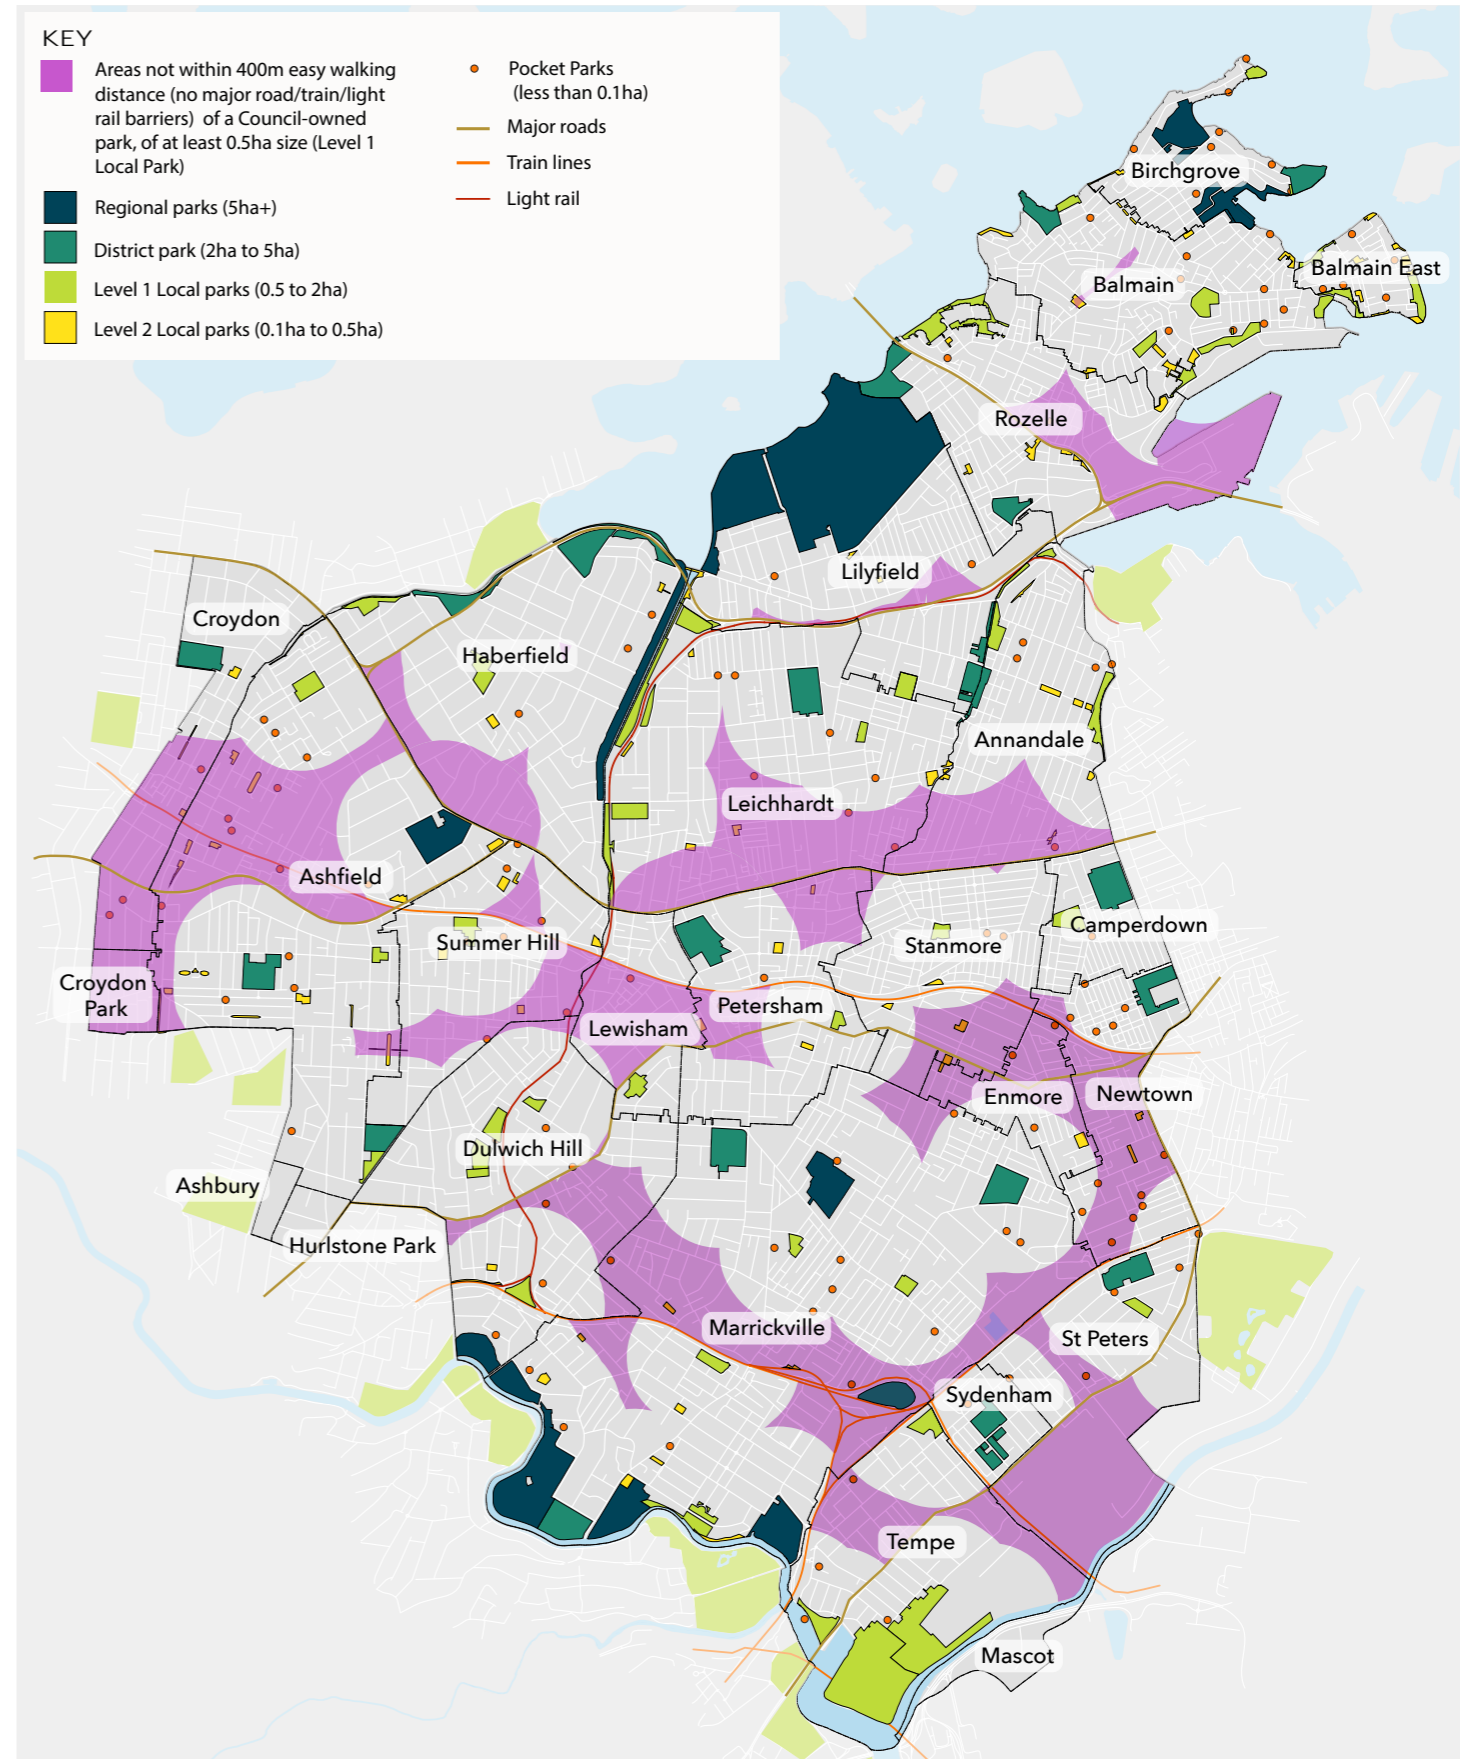 KEY
Areas not within 400m easy walking
distance (no major road/train/light
rail barriers) of a Council-owned
park, of at least 0.5ha size (Level 1
Local Park)
Regional parks (5ha+)
District park (2ha to 5ha)
Level 1 Local parks (0.5 to 2ha)
Level 2 Local parks (0.1ha to 0.5ha)
Pocket Parks
(less than 0.1ha)
Major roads
Train lines
Light rail
Birchgrove
Balmain East
Balmain
Rozelle
Lilyfield
Croydon
Haberfield
Annandale
Leichhardt
Ashfield
Camperdown
Summer Hill
Stanmore
Croydon
Park
Petersham
Lewisham
Enmore
Newtown
Dulwich Hill
Ashbury
Hurlstone Park
Marrickville
St Peters
Sydenham
Tempe
Mascot